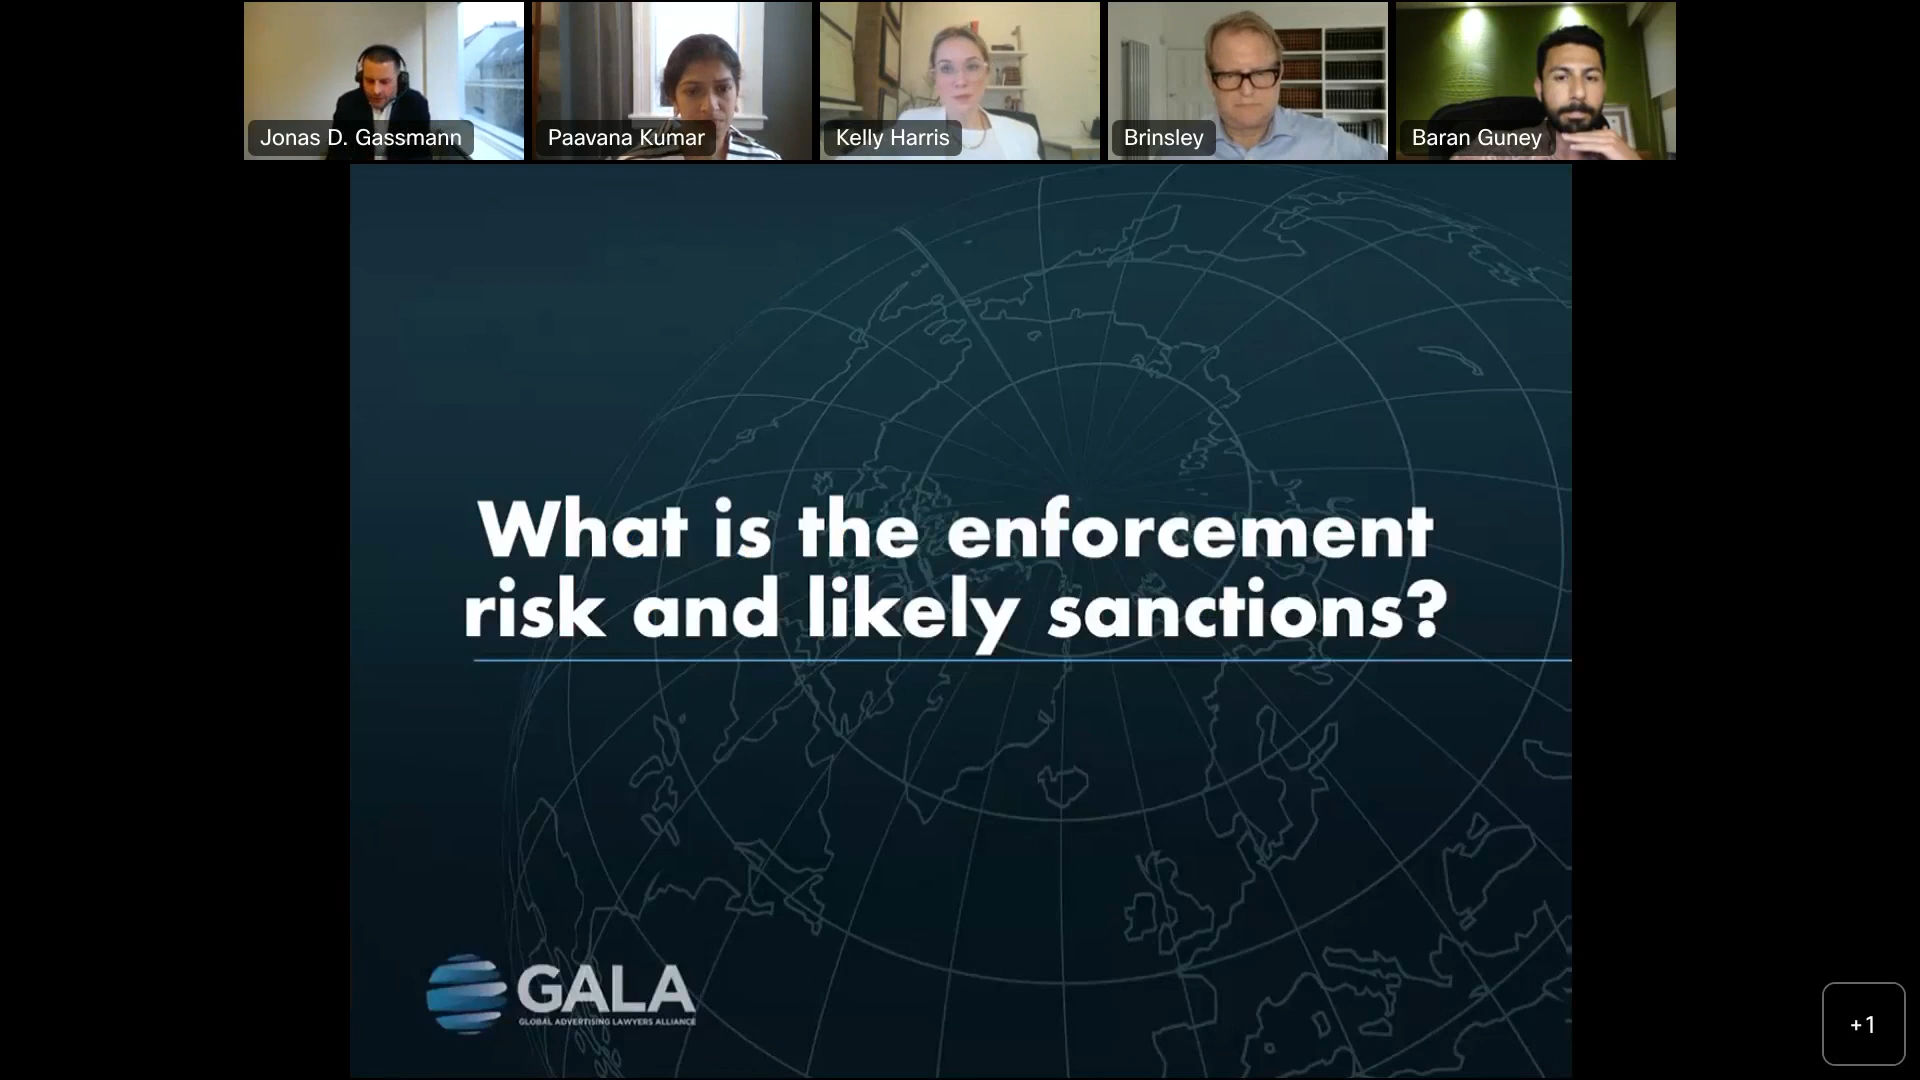 Jonas D. Gassmann
Paavana Kumar
Kelly Harris
Brinsley
Baran Guney
What is the enforcement
risk and likely sanctions?
GALA
GLOBAL ADVERTISING LAWYERS ALLIANCE
+1